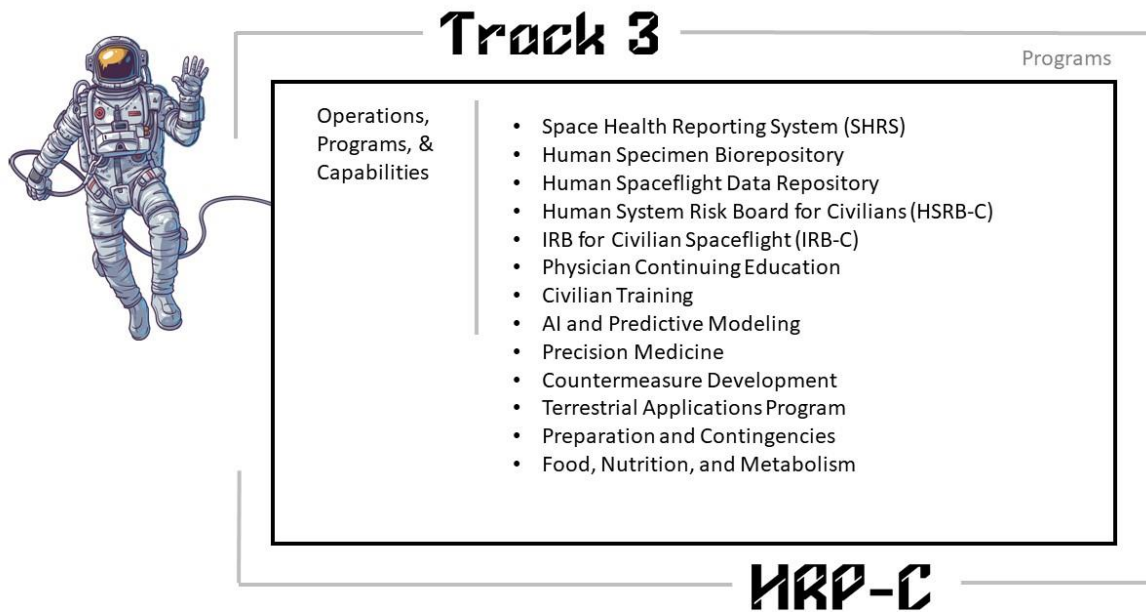 Track 3
Programs
Operations,
Programs, &
Capabilities
• Space Health Reporting System (SHRS)
• Human Specimen Biorepository
• Human Spaceflight Data Repository
• Human System Risk Board for Civilians (HSRB-C)
• IRB for Civilian Spaceflight (IRB-C)
• Physician Continuing Education
• Civilian Training
• AI and Predictive Modeling
• Precision Medicine
• Countermeasure Development
• Terrestrial Applications Program
• Preparation and Contingencies
• Food, Nutrition, and Metabolism
HRP-C